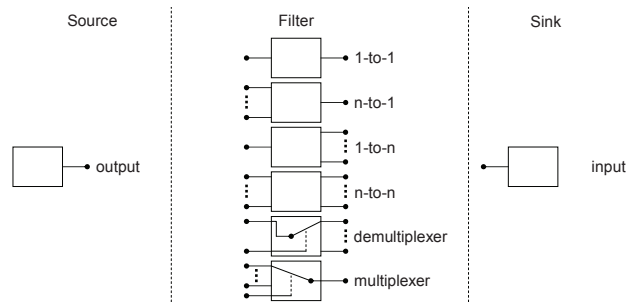 Source
Filter
Sink
1-to-1
n-to-1
1-to-n
n-to-n
demultiplexer
multiplexer
output
input